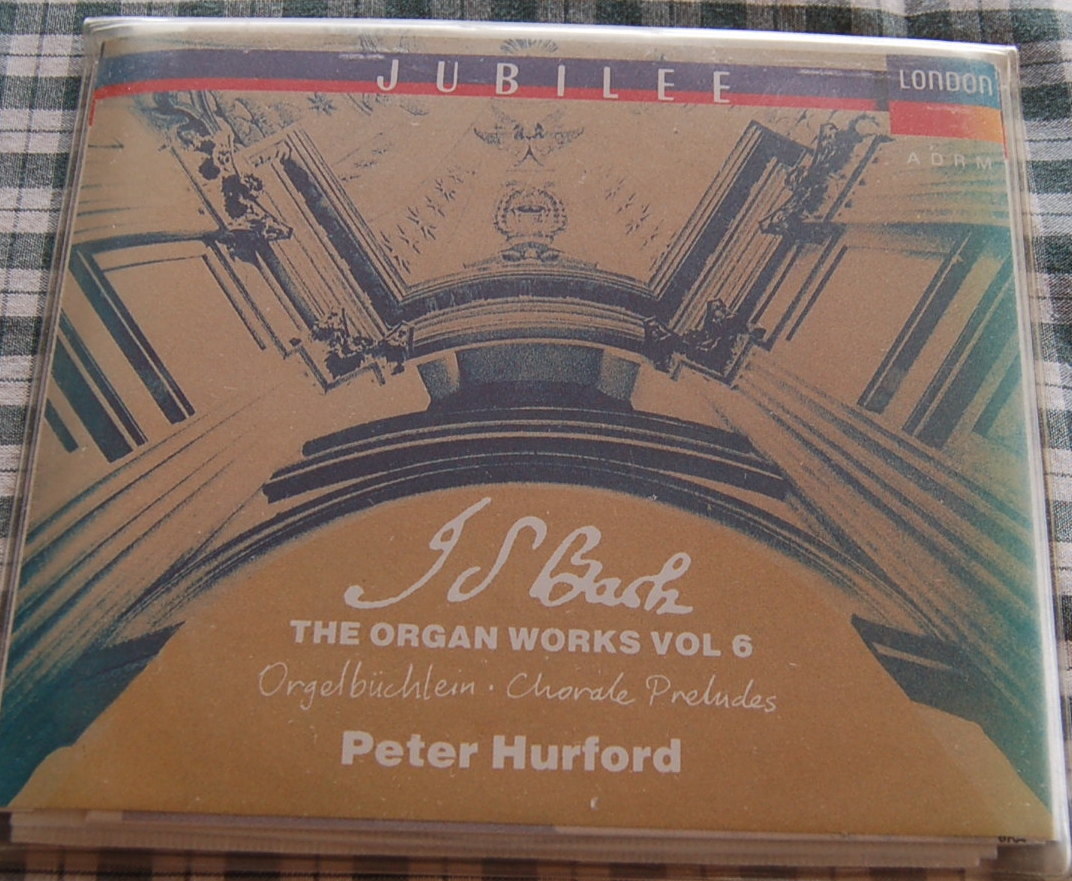 JUBILEE
LONDON
ADRM
J S Bach
THE ORGAN WORKS VOL 6
Orgelbüchlein · Chorale Preludes
Peter Hurford